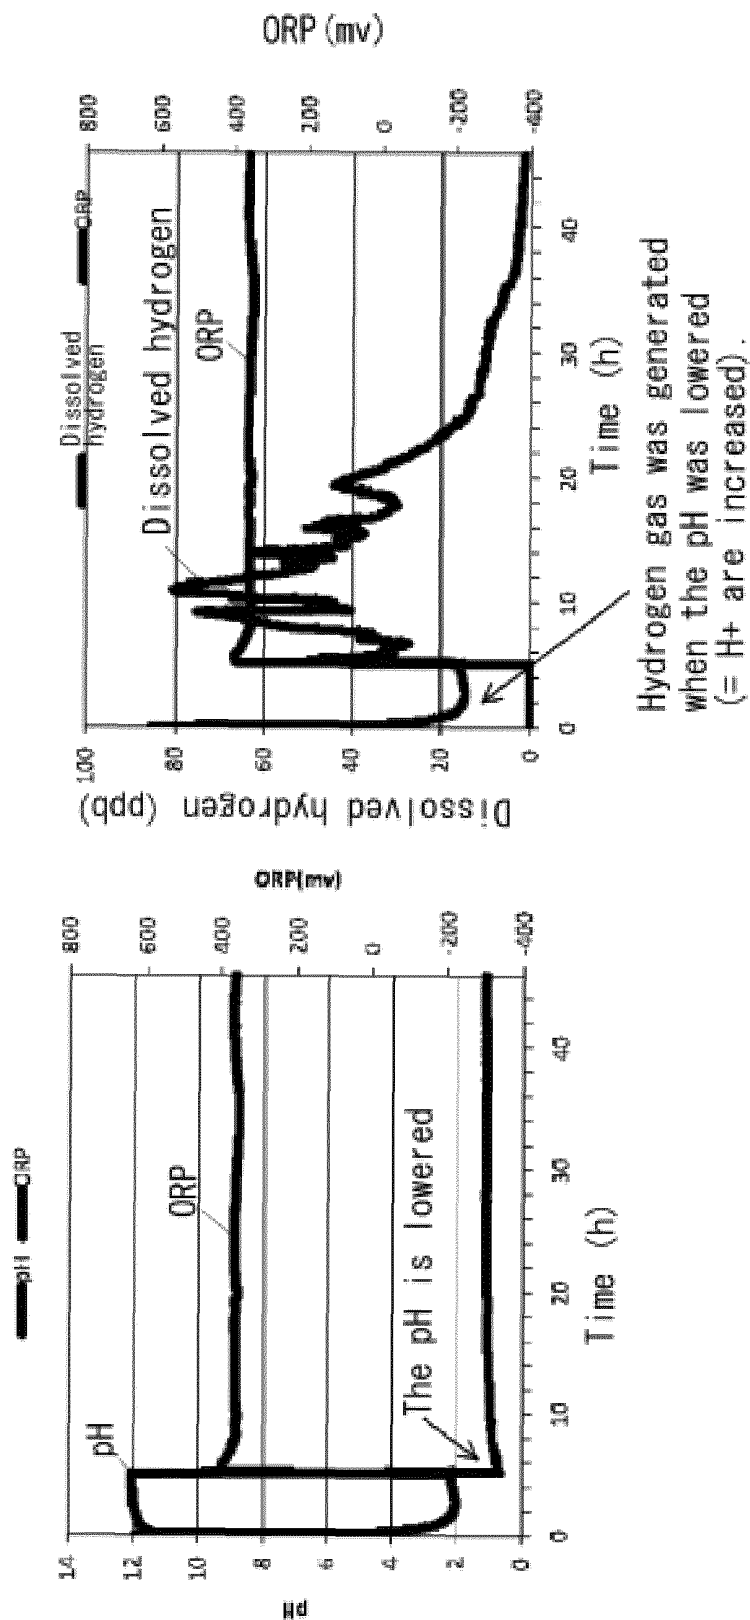 pH ORP
14
12
10
8
6
4
2
0
pH
800
600
400
200
0
-200
-400
ORP(mv)
pH
ORP
The pH is lowered
0 10 20 30 40
Time (h)
Dissolved
hydrogen
ORP
100
80
60
40
20
0
Dissolved hydrogen (ppb)
800
600
400
200
0
-200
-400
ORP (mv)
Dissolved hydrogen
ORP
0 10 20 30 40
Time (h)
Hydrogen gas was generated
when the pH was lowered
(= H+ are increased).